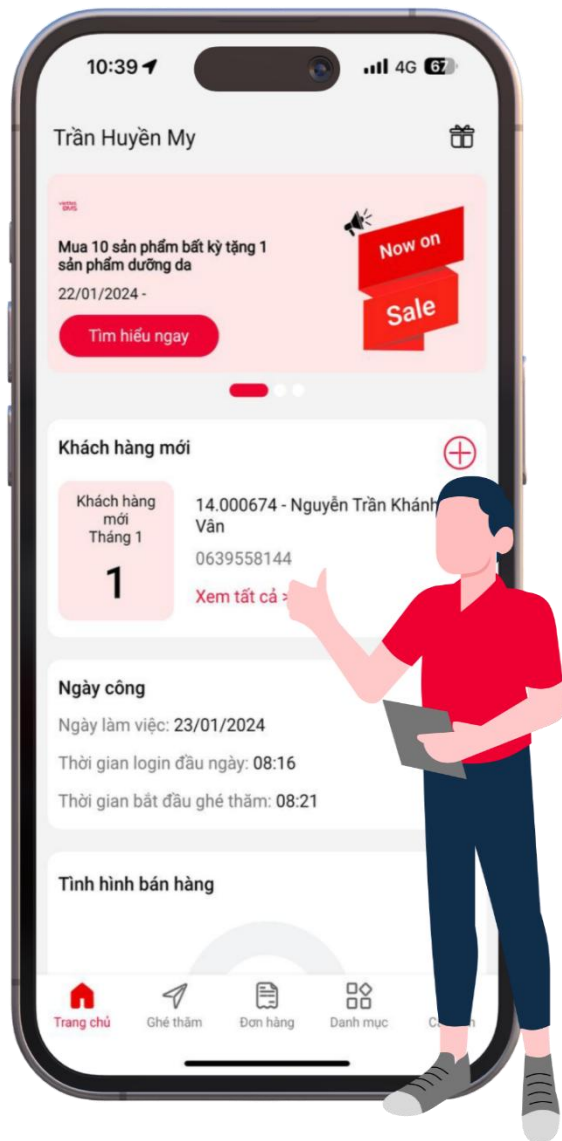 10:39
4G 67
Trần Huyền My
Mua 10 sản phẩm bất kỳ tặng 1
sản phẩm dưỡng da
22/01/2024 -
Tìm hiểu ngay
Now on
Sale
Khách hàng mới
Khách hàng
mới
Tháng 1
1
14.000674 - Nguyễn Trần Khánh
Vân
0639558144
Xem tất cả >
Ngày công
Ngày làm việc: 23/01/2024
Thời gian login đầu ngày: 08:16
Thời gian bắt đầu ghé thăm: 08:21
Tình hình bán hàng
Trang chủ
Ghé thăm
Đơn hàng
Danh mục